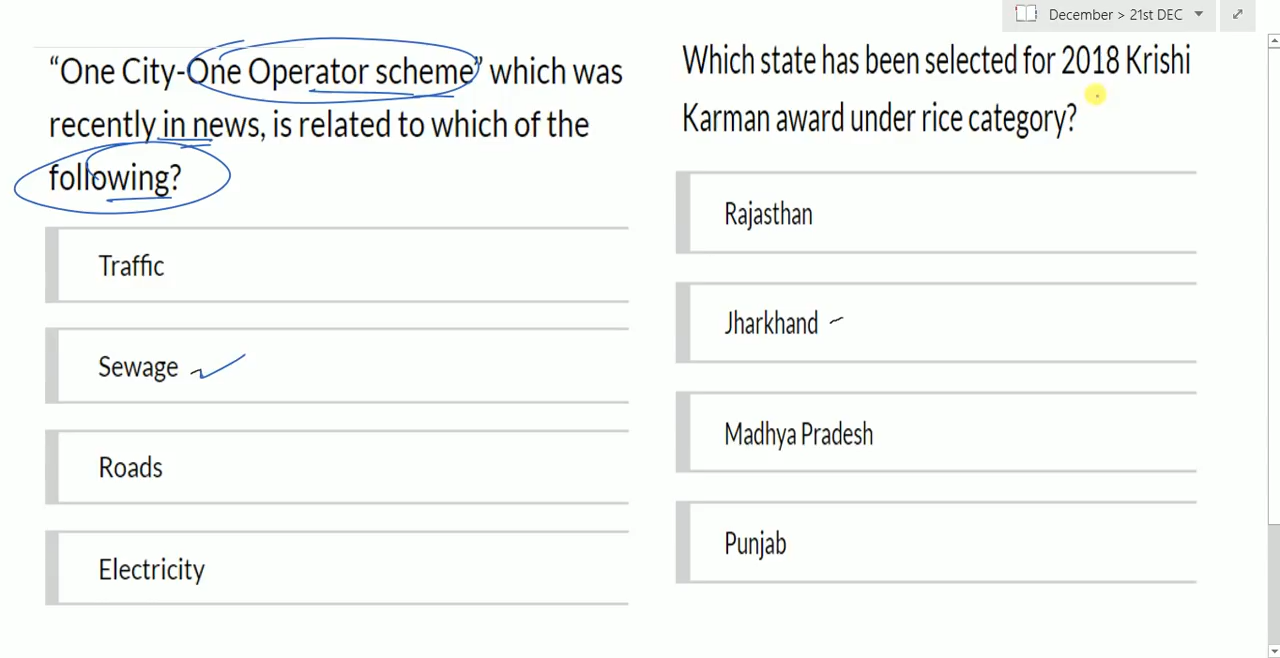 December > 21st DEC
“One City-One Operator scheme” which was
recently in news, is related to which of the
following?
Traffic
Sewage
Roads
Electricity
Which state has been selected for 2018 Krishi
Karman award under rice category?
Rajasthan
Jharkhand
Madhya Pradesh
Punjab